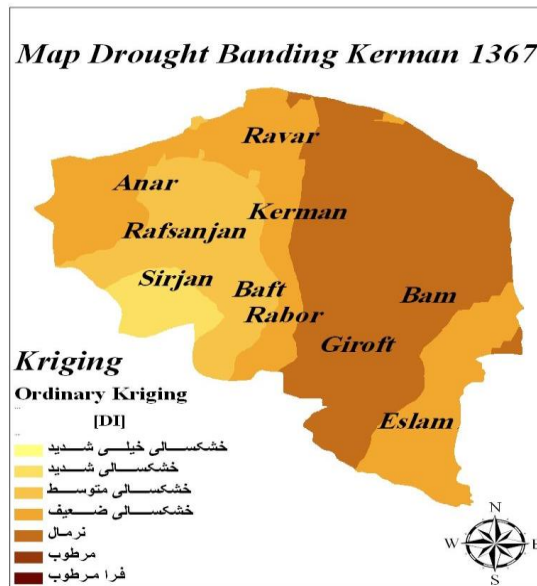 Map Drought Banding Kerman 1367
Ravar
Anar
Kerman
Rafsanjan
Sirjan
Baft
Bam
Rabor
Giroft
Eslam
Kriging
Ordinary Kriging
[DI]
خشکسالی خیلی شدید
خشکسالی شدید
خشکسالی متوسط
خشکسالی ضعیف
نرمال
مرطوب
فرا مرطوب
N
W E
S